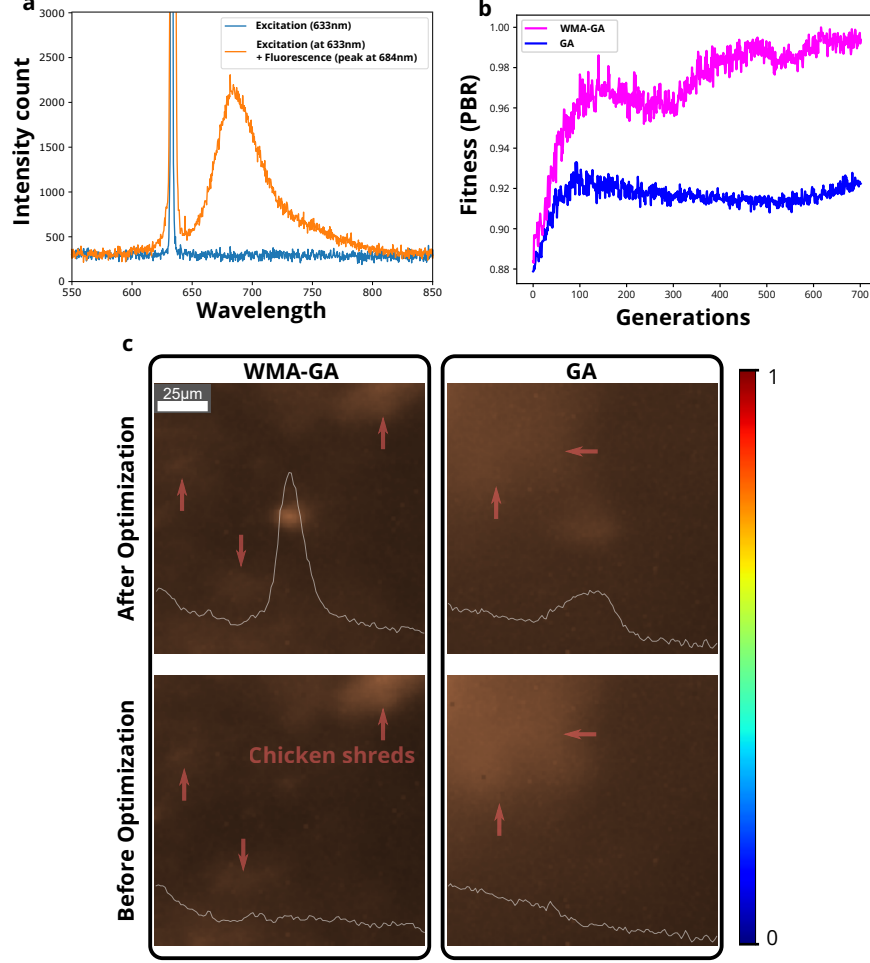 a
Intensity count
3000
2500
2000
1500
1000
500
0
550
600
650
700
750
800
850
Wavelength
Excitation (633nm)
Excitation (at 633nm)
+ Fluorescence (peak at 684nm)
b
Fitness (PBR)
1.00
0.98
0.96
0.94
0.92
0.90
0.88
0
100
200
300
400
500
600
700
Generations
WMA-GA
GA
c
WMA-GA
GA
After Optimization
25μm
Before Optimization
Chicken shreds
1
0